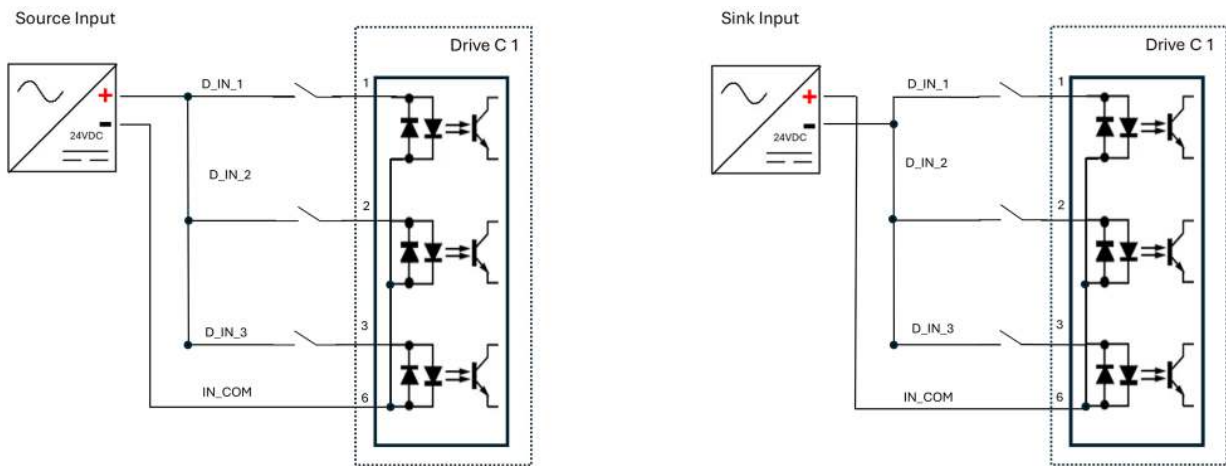 Source Input
Drive C 1
+
-
24VDC
D_IN_1
1
D_IN_2
2
D_IN_3
3
IN_COM
6
Sink Input
Drive C 1
+
-
24VDC
D_IN_1
1
D_IN_2
2
D_IN_3
3
IN_COM
6